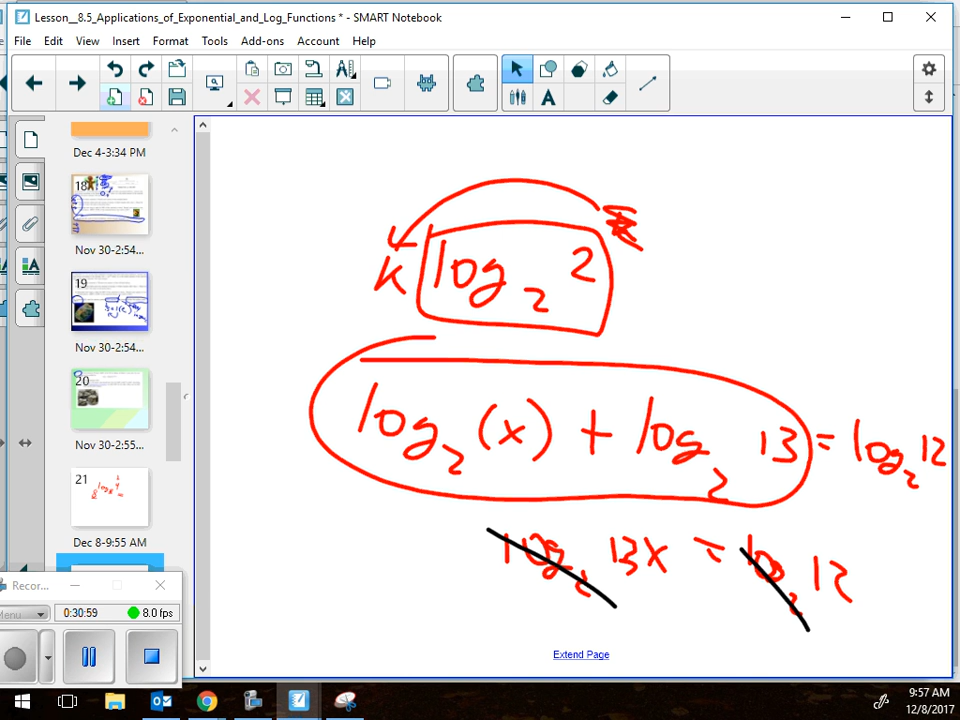 Lesson__8.5_Applications_of_Exponential_and_Log_Functions * - SMART Notebook
File Edit View Insert Format Tools Add-ons Account Help
Dec 4-3:34 PM
18
Nov 30-2:54...
19
Nov 30-2:54...
20
Nov 30-2:55...
21
Dec 8-9:55 AM
k log₂ 2
log₂ (x) + log₂ 13 = log₂ 12
log₂ 13x = log₂ 12
Extend Page
Recor...
Menu 0:30:59 8.0 fps
9:57 AM
12/8/2017